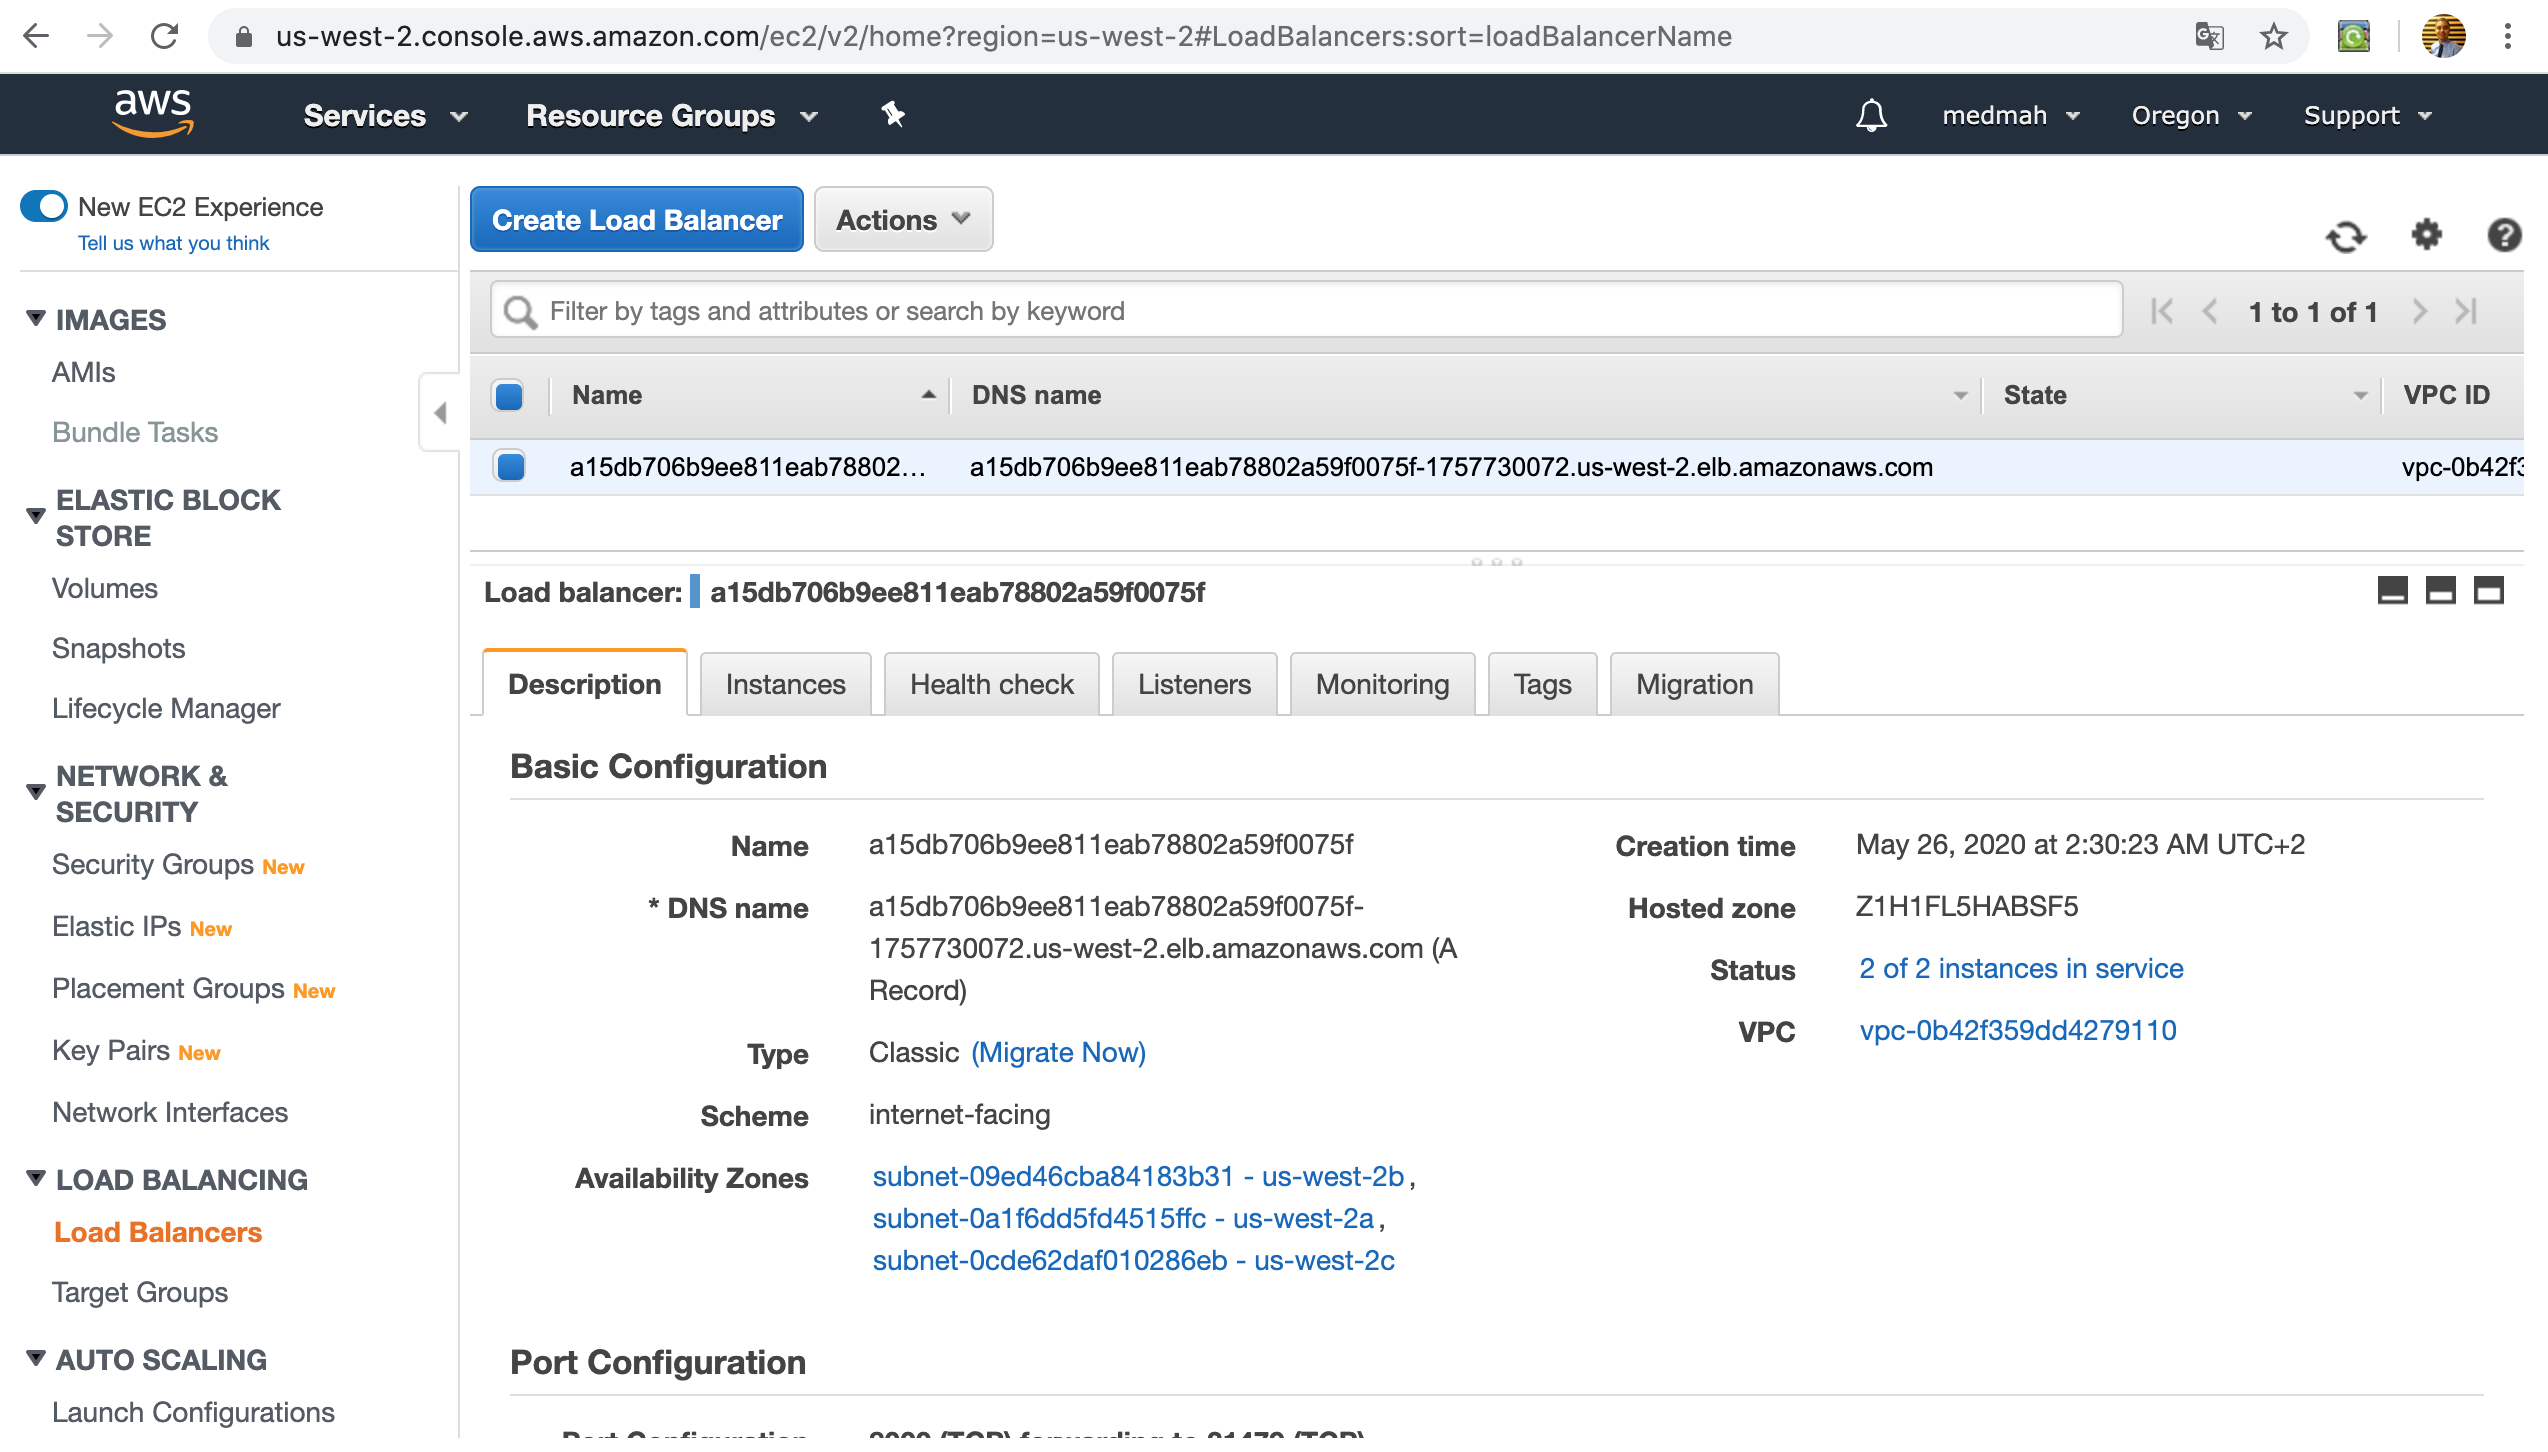 us-west-2.console.aws.amazon.com/ec2/v2/home?region=us-west-2#LoadBalancers:sort=loadBalancerName
aws
Services
Resource Groups
medmah
Oregon
Support
New EC2 Experience
Tell us what you think
IMAGES
AMIs
Bundle Tasks
ELASTIC BLOCK
STORE
Volumes
Snapshots
Lifecycle Manager
NETWORK &
SECURITY
Security Groups New
Elastic IPs New
Placement Groups New
Key Pairs New
Network Interfaces
LOAD BALANCING
Load Balancers
Target Groups
AUTO SCALING
Launch Configurations
Create Load Balancer
Actions
Filter by tags and attributes or search by keyword
1 to 1 of 1
Name DNS name State VPC ID
a15db706b9ee811eab78802... a15db706b9ee811eab78802a59f0075f-1757730072.us-west-2.elb.amazonaws.com vpc-0b42f3
Load balancer: a15db706b9ee811eab78802a59f0075f
Description Instances Health check Listeners Monitoring Tags Migration
Basic Configuration
Name a15db706b9ee811eab78802a59f0075f
* DNS name a15db706b9ee811eab78802a59f0075f-
1757730072.us-west-2.elb.amazonaws.com (A
Record)
Type Classic (Migrate Now)
Scheme internet-facing
Availability Zones subnet-09ed46cba84183b31 - us-west-2b,
subnet-0a1f6dd5fd4515ffc - us-west-2a,
subnet-0cde62daf010286eb - us-west-2c
Creation time May 26, 2020 at 2:30:23 AM UTC+2
Hosted zone Z1H1FL5HABSF5
Status 2 of 2 instances in service
VPC vpc-0b42f359dd4279110
Port Configuration
Port Configuration (TCP) forwarding to (TCP)